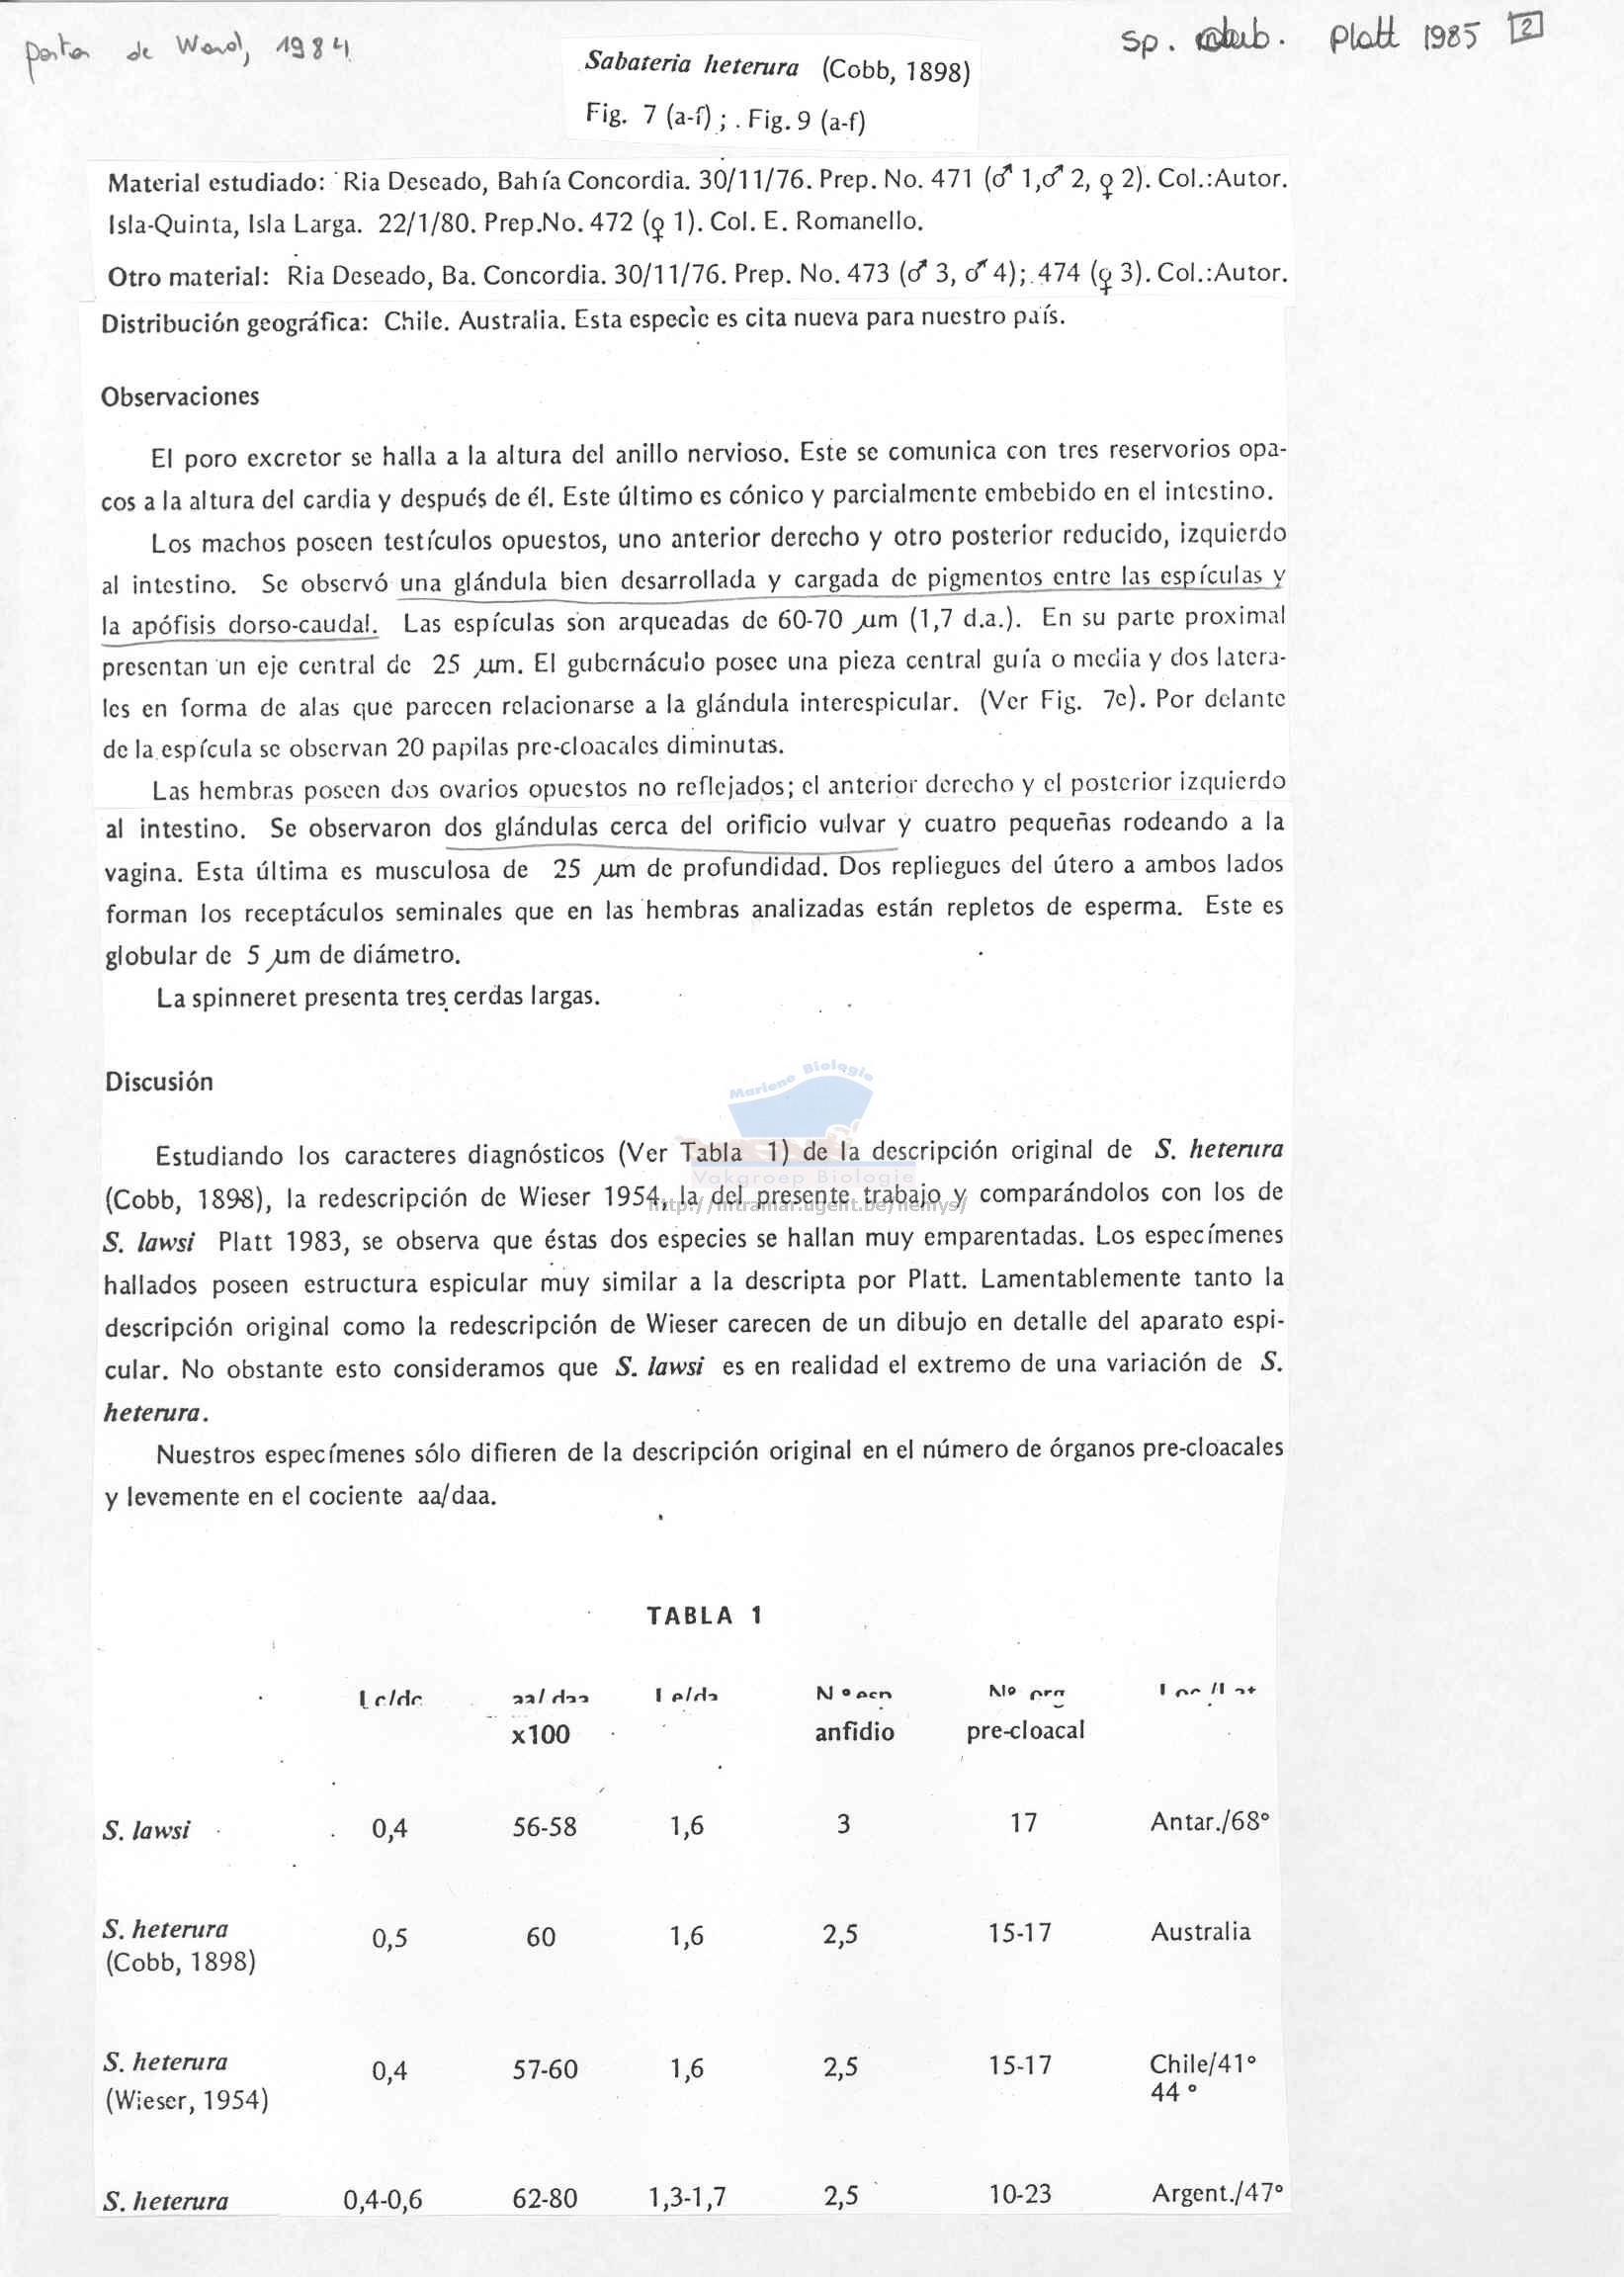 de Ward, 1984
Sp. dub. Platt 1985 2
Sabateria heterura (Cobb, 1898)
Fig. 7 (a-f) ; . Fig. 9 (a-f)
Material estudiado: Ria Deseado, Bahía Concordia. 30/11/76. Prep. No. 471 (♂ 1,♂ 2, ♀ 2). Col.:Autor.
Isla-Quinta, Isla Larga. 22/1/80. Prep.No. 472 (♀ 1). Col. E. Romanello.
Otro material: Ria Deseado, Ba. Concordia. 30/11/76. Prep. No. 473 (♂ 3, ♂ 4); 474 (♀ 3). Col.:Autor.
Distribución geográfica: Chile. Australia. Esta especie es cita nueva para nuestro país.
Observaciones
El poro excretor se halla a la altura del anillo nervioso. Este se comunica con tres reservorios opa-
cos a la altura del cardia y después de él. Este último es cónico y parcialmente embebido en el intestino.
Los machos poseen testículos opuestos, uno anterior derecho y otro posterior reducido, izquierdo
al intestino. Se observó una glándula bien desarrollada y cargada de pigmentos entre las espículas y
la apófisis dorso-caudal. Las espículas son arqueadas de 60-70 µm (1,7 d.a.). En su parte proximal
presentan un eje central de 25 µm. El gubernáculo posee una pieza central guía o media y dos latera-
les en forma de alas que parecen relacionarse a la glándula interespicular. (Ver Fig. 7e). Por delante
de la espícula se observan 20 papilas pre-cloacales diminutas.
Las hembras poseen dos ovarios opuestos no reflejados; el anterior derecho y el posterior izquierdo
al intestino. Se observaron dos glándulas cerca del orificio vulvar y cuatro pequeñas rodeando a la
vagina. Esta última es musculosa de 25 µm de profundidad. Dos repliegues del útero a ambos lados
forman los receptáculos seminales que en las hembras analizadas están repletos de esperma. Este es
globular de 5 µm de diámetro.
La spinneret presenta tres cerdas largas.
Discusión
Mariene Biologie
Estudiando los caracteres diagnósticos (Ver Tabla 1) de la descripción original de S. heterura
Vakgroep Biologie
(Cobb, 1898), la redescripción de Wieser 1954, la del presente trabajo y comparándolos con los de
http://intramar.ugent.be/nemys/
S. lawsi Platt 1983, se observa que éstas dos especies se hallan muy emparentadas. Los especímenes
hallados poseen estructura espicular muy similar a la descripta por Platt. Lamentablemente tanto la
descripción original como la redescripción de Wieser carecen de un dibujo en detalle del aparato espi-
cular. No obstante esto consideramos que S. lawsi es en realidad el extremo de una variación de S.
heterura.
Nuestros especímenes sólo difieren de la descripción original en el número de órganos pre-cloacales
y levemente en el cociente aa/daa.
TABLA 1
aa/ daa
x100 anfidio pre-cloacal
S. lawsi 0,4 56-58 1,6 3 17 Antar./68°
S. heterura 0,5 60 1,6 2,5 15-17 Australia
(Cobb, 1898)
S. heterura 0,4 57-60 1,6 2,5 15-17 Chile/41°
(Wieser, 1954) 44 °
S. heterura 0,4-0,6 62-80 1,3-1,7 2,5 10-23 Argent./47°